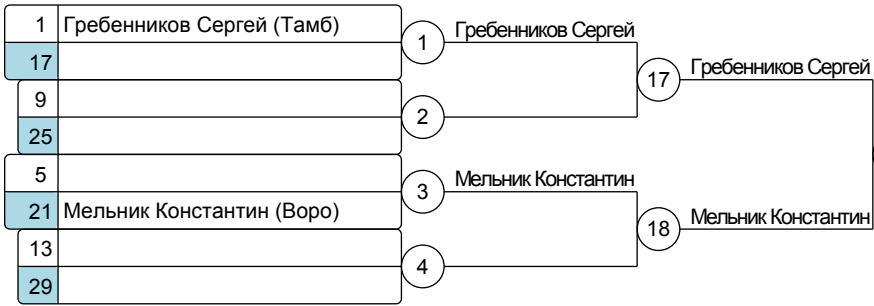 1 Гребенников Сергей (Тамб)
17
9
25
5
21 Мельник Константин (Воро)
13
29
1 Гребенников Сергей
2
3 Мельник Константин
4
17 Гребенников Сергей
18 Мельник Константин